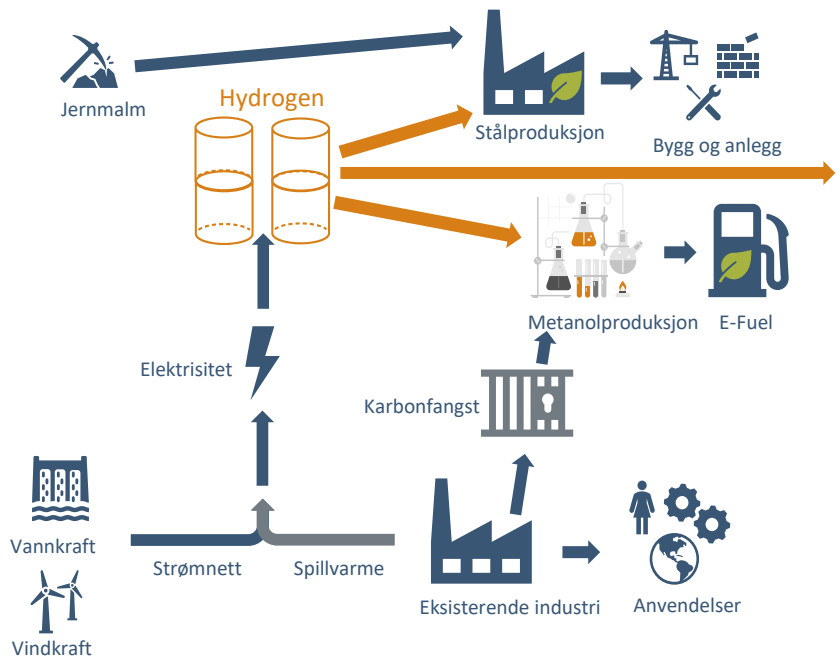 Jernmalm
Hydrogen
Stålproduksjon
Bygg og anlegg
Metanolproduksjon
E-Fuel
Elektrisitet
Karbonfangst
Vannkraft
Strømnett
Spillvarme
Eksisterende industri
Anvendelser
Vindkraft